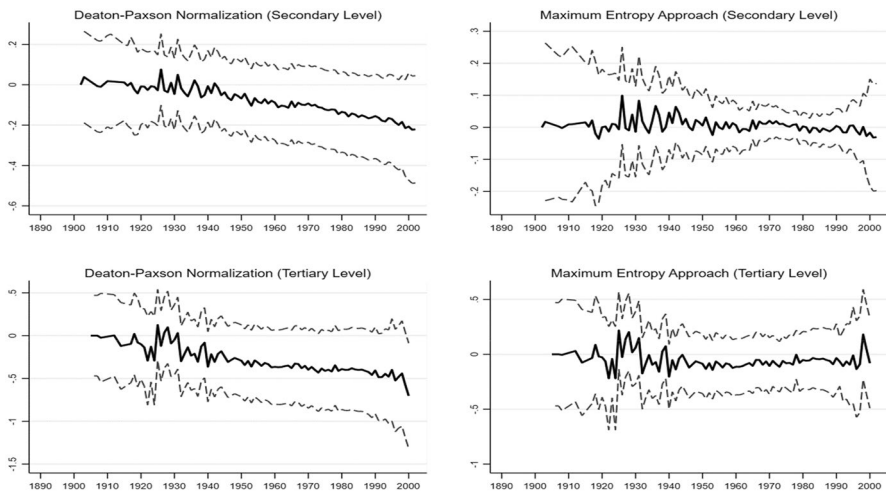 Deaton-Paxson Normalization (Secondary Level)
.2
0
-.2
-.4
-.6
1890 1900 1910 1920 1930 1940 1950 1960 1970 1980 1990 2000
Maximum Entropy Approach (Secondary Level)
.3
.2
.1
0
-.1
-.2
1890 1900 1910 1920 1930 1940 1950 1960 1970 1980 1990 2000
Deaton-Paxson Normalization (Tertiary Level)
.5
0
-.5
-1
-1.5
1890 1900 1910 1920 1930 1940 1950 1960 1970 1980 1990 2000
Maximum Entropy Approach (Tertiary Level)
.5
0
-.5
-1
1890 1900 1910 1920 1930 1940 1950 1960 1970 1980 1990 2000